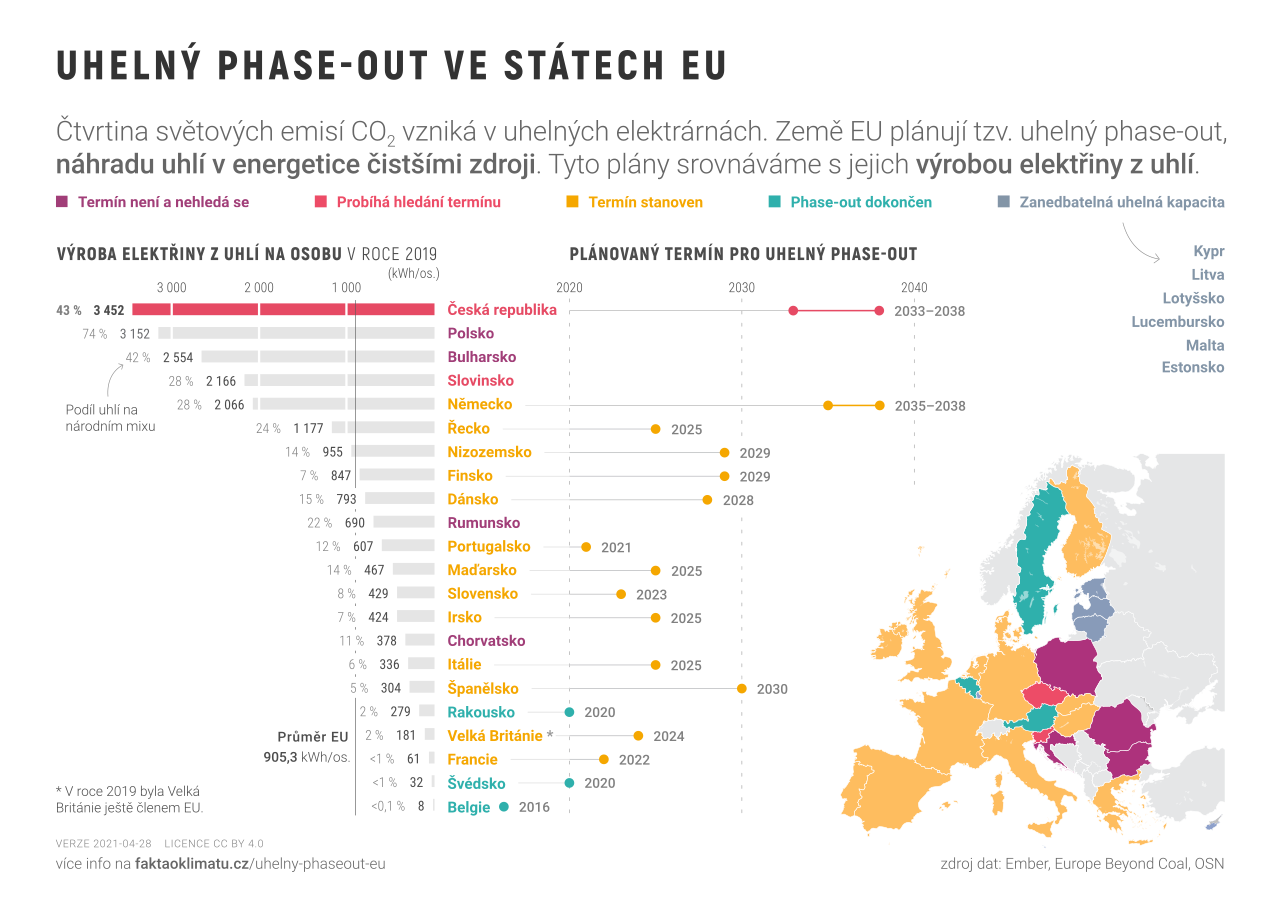 UHELNÝ PHASE-OUT VE STÁTECH EU
Čtvrtina světových emisí CO2 vzniká v uhelných elektrárnách. Země EU plánují tzv. uhelný phase-out,
náhradu uhlí v energetice čistšími zdroji. Tyto plány srovnáváme s jejich výrobou elektřiny z uhlí.
Termín není a nehledá se
Probíhá hledání termínu
Termín stanoven
Phase-out dokončen
Zanedbatelná uhelná kapacita
Kypr
Litva
Lotyšsko
Lucembursko
Malta
Estonsko
VÝROBA ELEKTŘINY Z UHLÍ NA OSOBU V ROCE 2019
(kWh/os.)
PLÁNOVANÝ TERMÍN PRO UHELNÝ PHASE-OUT
3 000 2 000 1 000
2020 2030 2040
43 % 3 452 Česká republika 2033–2038
74 % 3 152 Polsko
42 % 2 554 Bulharsko
28 % 2 166 Slovinsko
28 % 2 066 Německo 2035–2038
Podíl uhlí na
národním mixu
24 % 1 177 Řecko 2025
14 % 955 Nizozemsko 2029
7 % 847 Finsko 2029
15 % 793 Dánsko 2028
22 % 690 Rumunsko
12 % 607 Portugalsko 2021
14 % 467 Maďarsko 2025
8 % 429 Slovensko 2023
7 % 424 Irsko 2025
11 % 378 Chorvatsko
6 % 336 Itálie 2025
5 % 304 Španělsko 2030
2 % 279 Rakousko 2020
2 % 181 Velká Británie * 2024
<1 % 61 Francie 2022
<1 % 32 Švédsko 2020
<0,1 % 8 Belgie 2016
Průměr EU
905,3 kWh/os.
* V roce 2019 byla Velká
Británie ještě členem EU.
VERZE 2021-04-28 LICENCE CC BY 4.0
více info na faktaoklimatu.cz/uhelny-phaseout-eu
zdroj dat: Ember, Europe Beyond Coal, OSN